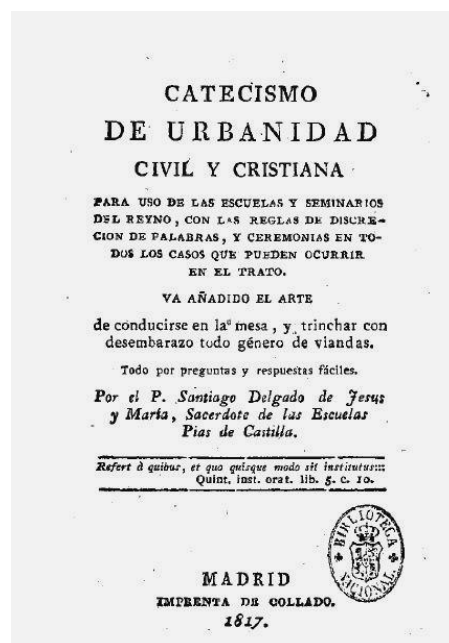 CATECISMO
DE URBANIDAD
CIVIL Y CRISTIANA
PARA USO DE LAS ESCUELAS Y SEMINARIOS
DEL REYNO, CON LAS REGLAS DE DISCRE-
CION DE PALABRAS, Y CEREMONIAS EN TO-
DOS LOS CASOS QUE PUEDEN OCURRIR
EN EL TRATO.
VA AÑADIDO EL ARTE
de conducirse en la mesa, y trinchar con
desembarazo todo género de viandas.
Todo por preguntas y respuestas fáciles.
Por el P. Santiago Delgado de Jesus
y María, Sacerdote de las Escuelas
Pias de Castilla.
Refert à quibus, et quo quisque modo sit institutus:::
Quint. inst. orat. lib. 5. c. 10.
BIBLIOTECA
NACIONAL
MADRID
IMPRENTA DE COLLADO.
1817.